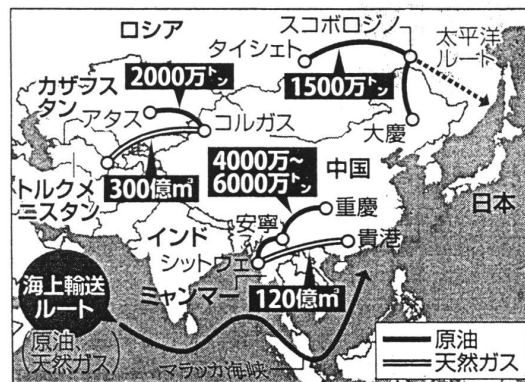 ロシア
スコボロジノ
タイシェト
太平洋
ルート
2000万トン
1500万トン
カザフス
タン
アタス
コルガス
大慶
4000万〜
6000万トン
中国
300億㎥
トルクメ
ニスタン
重慶
安寧
貴港
日本
インド
シットウェ
ミャンマー
120億㎥
海上輸送
ルート
(原油、
天然ガス)
マラッカ海峡
原油
天然ガス